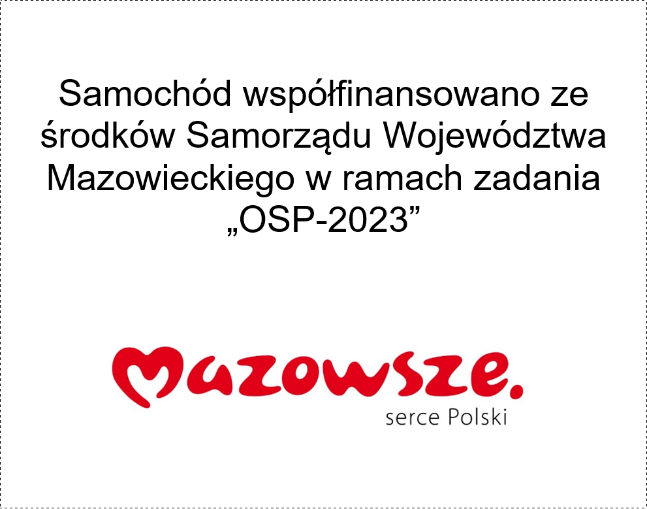 Samochód współfinansowano ze
środków Samorządu Województwa
Mazowieckiego w ramach zadania
„OSP-2023”
mazowsze.
serce Polski